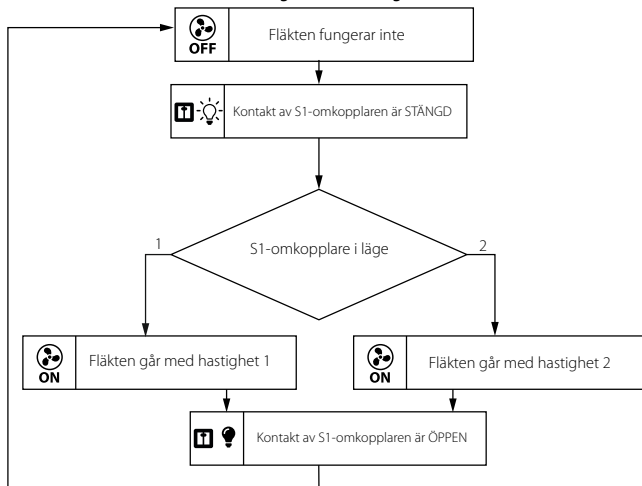 OFF
Fläkten fungerar inte
Kontakt av S1-omkopplaren är STÄNGD
1
S1-omkopplare i läge
2
ON
Fläkten går med hastighet 1
ON
Fläkten går med hastighet 2
Kontakt av S1-omkopplaren är ÖPPEN